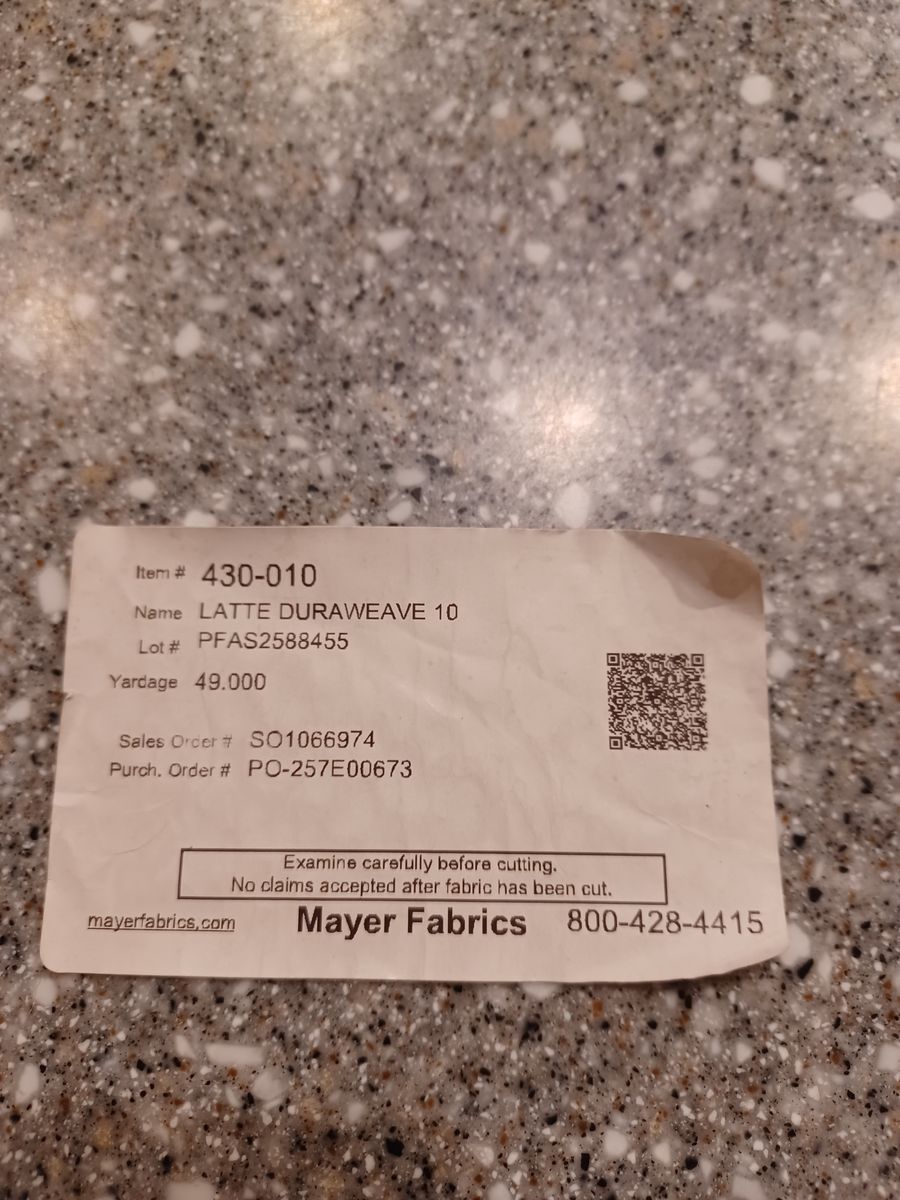 Item # 430-010
Name LATTE DURAWEAVE 10
Lot # PFAS2588455
Yardage 49.000
Sales Order # SO1066974
Purch. Order # PO-257E00673
Examine carefully before cutting.
No claims accepted after fabric has been cut.
mayerfabrics.com Mayer Fabrics 800-428-4415